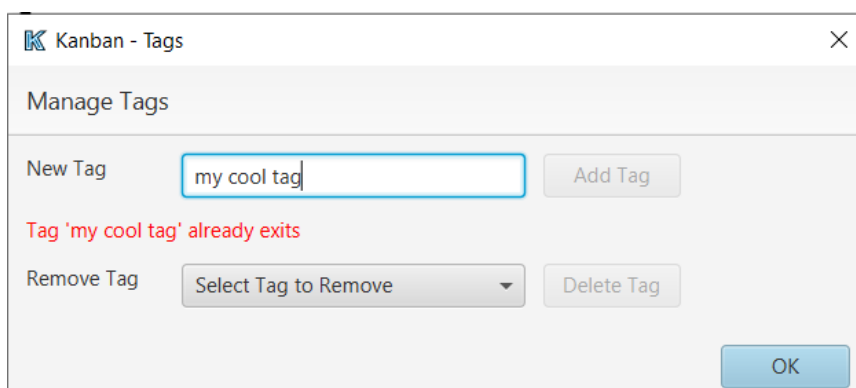 Kanban - Tags
Manage Tags
New Tag my cool tag Add Tag
Tag 'my cool tag' already exits
Remove Tag Select Tag to Remove Delete Tag
OK